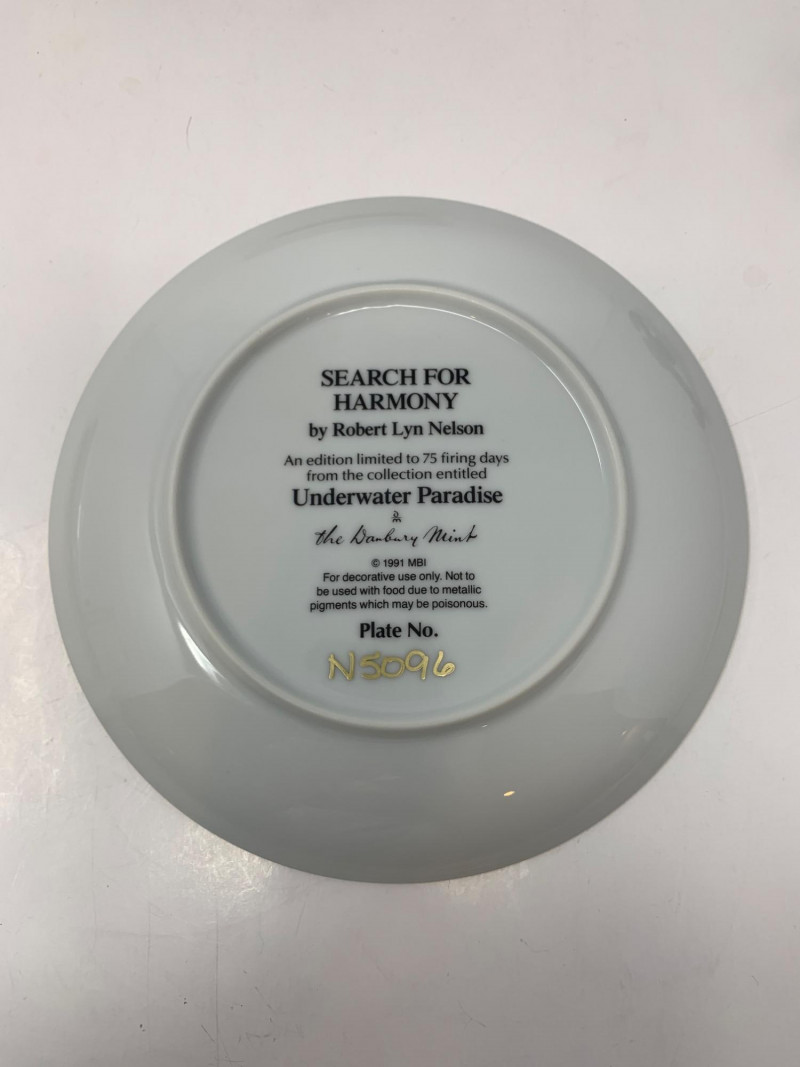 SEARCH FOR
HARMONY
by Robert Lyn Nelson
An edition limited to 75 firing days
from the collection entitled
Underwater Paradise
the Danbury Mint
© 1991 MBI
For decorative use only. Not to
be used with food due to metallic
pigments which may be poisonous.
Plate No.
N5096